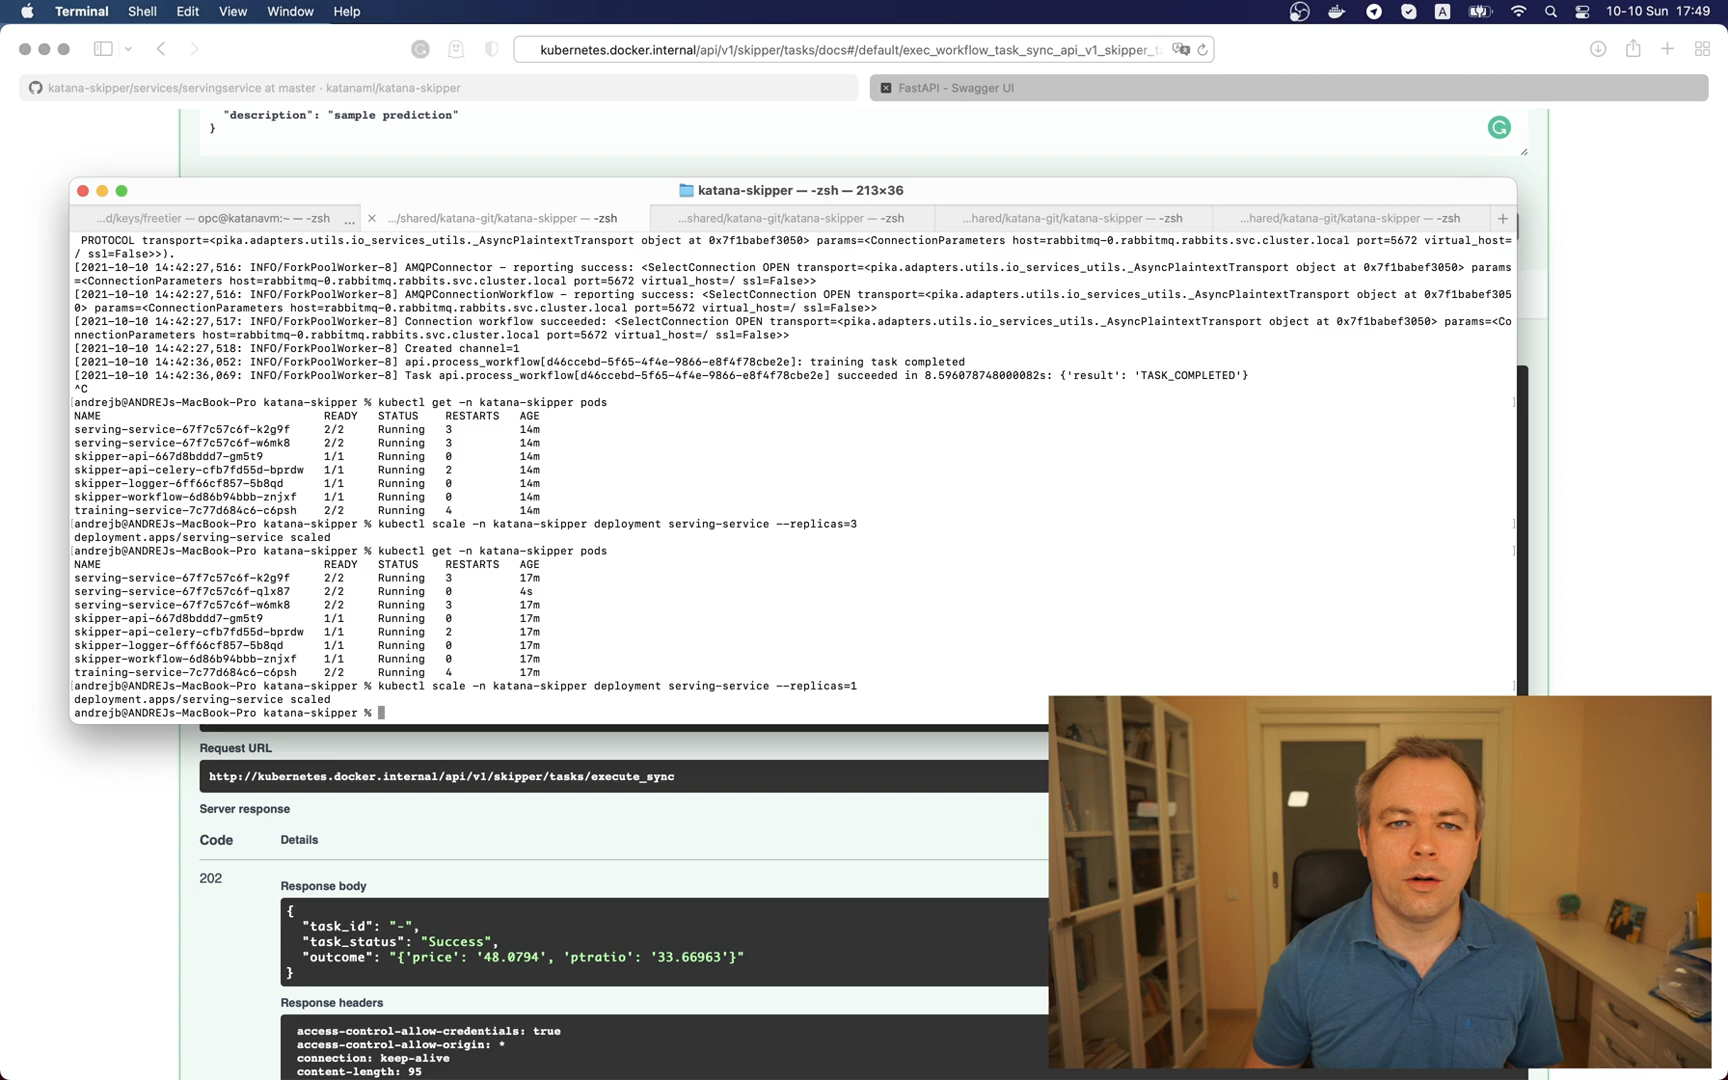 Terminal Shell Edit View Window Help
A
10-10 Sun 17:49
kubernetes.docker.internal/api/v1/skipper/tasks/docs#/default/exec_workflow_task_sync_api_v1_skipper_t
katana-skipper/services/servingservice at master · katanaml/katana-skipper
FastAPI - Swagger UI
"description": "sample prediction"
}
katana-skipper — -zsh — 213×36
...d/keys/freetier — opc@katanavm:~ — -zsh ...
.../shared/katana-git/katana-skipper — -zsh
...shared/katana-git/katana-skipper — -zsh
...hared/katana-git/katana-skipper — -zsh
...hared/katana-git/katana-skipper — -zsh
PROTOCOL transport=<pika.adapters.utils.io_services_utils._AsyncPlaintextTransport object at 0x7f1babef3050> params=<ConnectionParameters host=rabbitmq-0.rabbitmq.rabbits.svc.cluster.local port=5672 virtual_host=
/ ssl=False>>).
[2021-10-10 14:42:27,516: INFO/ForkPoolWorker-8] AMQPConnector - reporting success: <SelectConnection OPEN transport=<pika.adapters.utils.io_services_utils._AsyncPlaintextTransport object at 0x7f1babef3050> params
=<ConnectionParameters host=rabbitmq-0.rabbitmq.rabbits.svc.cluster.local port=5672 virtual_host=/ ssl=False>>
[2021-10-10 14:42:27,516: INFO/ForkPoolWorker-8] AMQPConnectionWorkflow - reporting success: <SelectConnection OPEN transport=<pika.adapters.utils.io_services_utils._AsyncPlaintextTransport object at 0x7f1babef305
0> params=<ConnectionParameters host=rabbitmq-0.rabbitmq.rabbits.svc.cluster.local port=5672 virtual_host=/ ssl=False>>
[2021-10-10 14:42:27,517: INFO/ForkPoolWorker-8] Connection workflow succeeded: <SelectConnection OPEN transport=<pika.adapters.utils.io_services_utils._AsyncPlaintextTransport object at 0x7f1babef3050> params=<Co
nnectionParameters host=rabbitmq-0.rabbitmq.rabbits.svc.cluster.local port=5672 virtual_host=/ ssl=False>>
[2021-10-10 14:42:27,518: INFO/ForkPoolWorker-8] Created channel=1
[2021-10-10 14:42:36,052: INFO/ForkPoolWorker-8] api.process_workflow[d46ccebd-5f65-4f4e-9866-e8f4f78cbe2e]: training task completed
[2021-10-10 14:42:36,069: INFO/ForkPoolWorker-8] Task api.process_workflow[d46ccebd-5f65-4f4e-9866-e8f4f78cbe2e] succeeded in 8.596078748000082s: {'result': 'TASK_COMPLETED'}
^C
[andrejb@ANDREJs-MacBook-Pro katana-skipper % kubectl get -n katana-skipper pods ]
NAME READY STATUS RESTARTS AGE
serving-service-67f7c57c6f-k2g9f 2/2 Running 3 14m
serving-service-67f7c57c6f-w6mk8 2/2 Running 3 14m
skipper-api-667d8bddd7-gm5t9 1/1 Running 0 14m
skipper-api-celery-cfb7fd55d-bprdw 1/1 Running 2 14m
skipper-logger-6ff66cf857-5b8qd 1/1 Running 0 14m
skipper-workflow-6d86b94bbb-znjxf 1/1 Running 0 14m
training-service-7c77d684c6-c6psh 2/2 Running 4 14m
[andrejb@ANDREJs-MacBook-Pro katana-skipper % kubectl scale -n katana-skipper deployment serving-service --replicas=3 ]
deployment.apps/serving-service scaled
[andrejb@ANDREJs-MacBook-Pro katana-skipper % kubectl get -n katana-skipper pods ]
NAME READY STATUS RESTARTS AGE
serving-service-67f7c57c6f-k2g9f 2/2 Running 3 17m
serving-service-67f7c57c6f-qlx87 2/2 Running 0 4s
serving-service-67f7c57c6f-w6mk8 2/2 Running 3 17m
skipper-api-667d8bddd7-gm5t9 1/1 Running 0 17m
skipper-api-celery-cfb7fd55d-bprdw 1/1 Running 2 17m
skipper-logger-6ff66cf857-5b8qd 1/1 Running 0 17m
skipper-workflow-6d86b94bbb-znjxf 1/1 Running 0 17m
training-service-7c77d684c6-c6psh 2/2 Running 4 17m
[andrejb@ANDREJs-MacBook-Pro katana-skipper % kubectl scale -n katana-skipper deployment serving-service --replicas=1 ]
deployment.apps/serving-service scaled
andrejb@ANDREJs-MacBook-Pro katana-skipper %
Request URL
http://kubernetes.docker.internal/api/v1/skipper/tasks/execute_sync
Server response
Code Details
202
Response body
{
"task_id": "-",
"task_status": "Success",
"outcome": "{'price': '48.0794', 'ptratio': '33.66963'}"
}
Response headers
access-control-allow-credentials: true
access-control-allow-origin: *
connection: keep-alive
content-length: 95